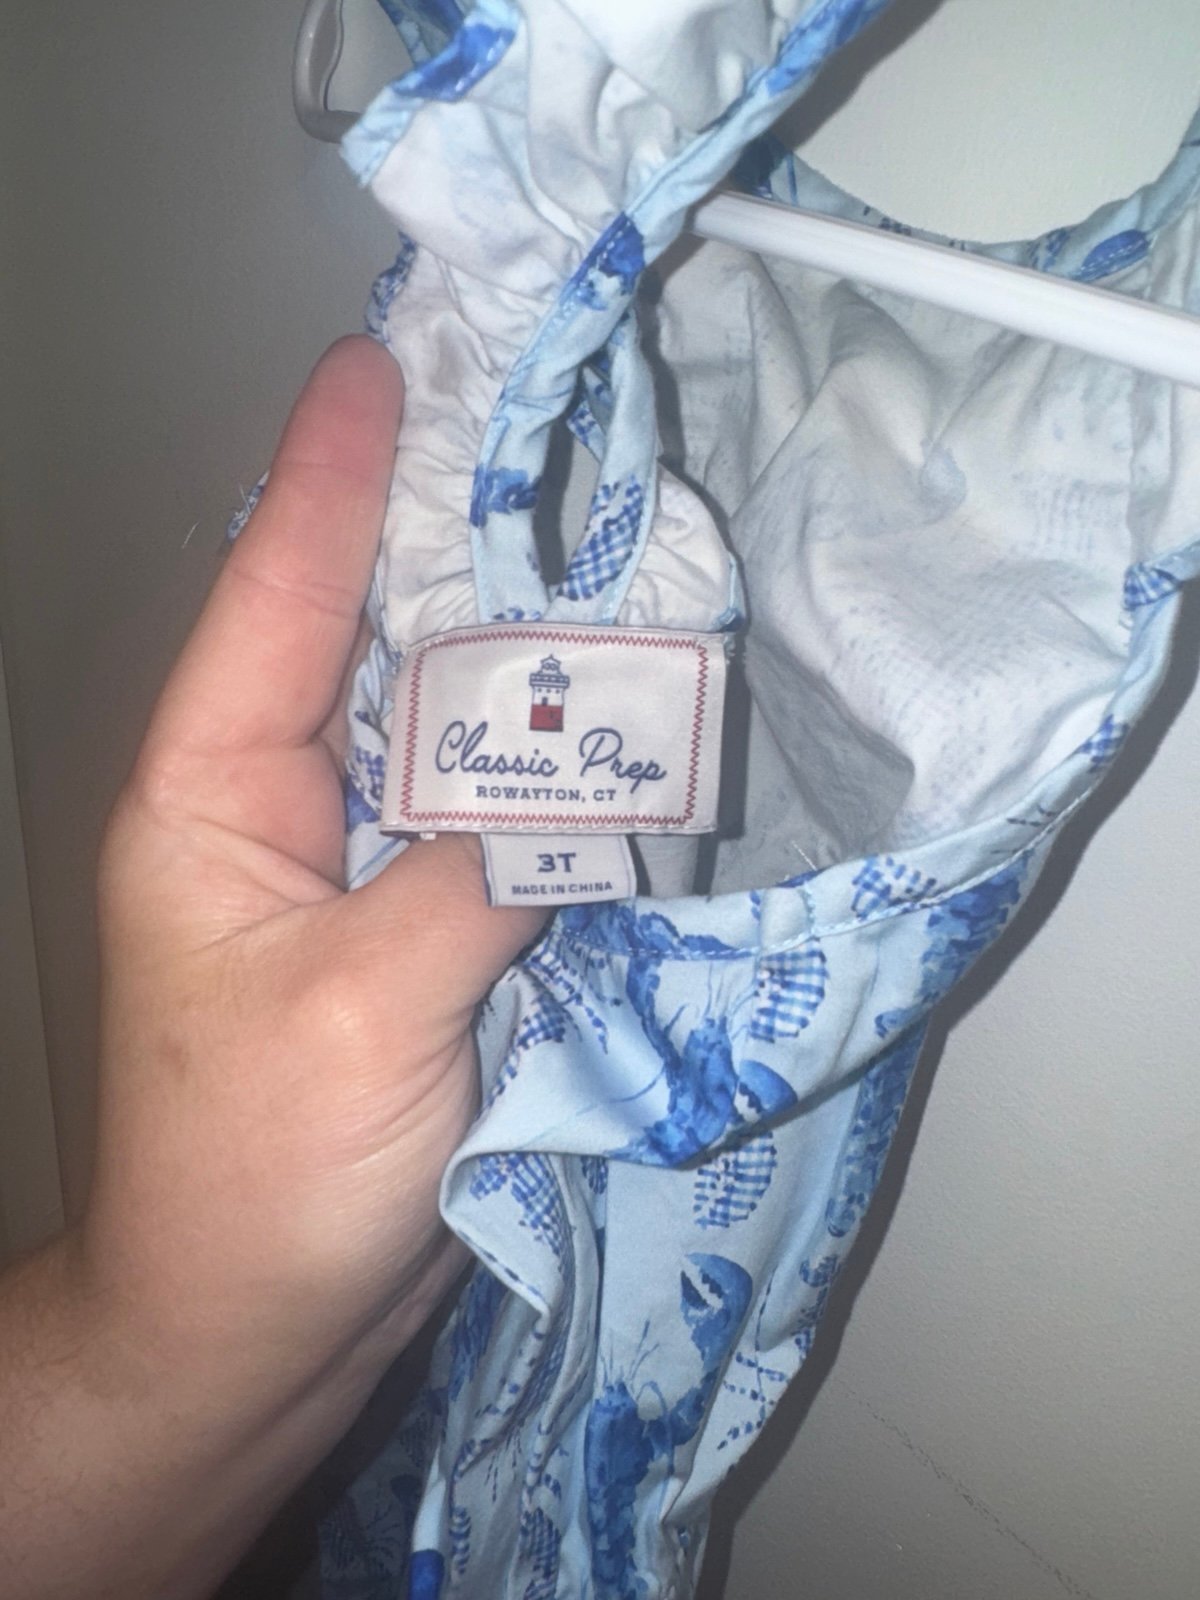 Classic Prep
ROWAYTON, CT
3T
MADE IN CHINA